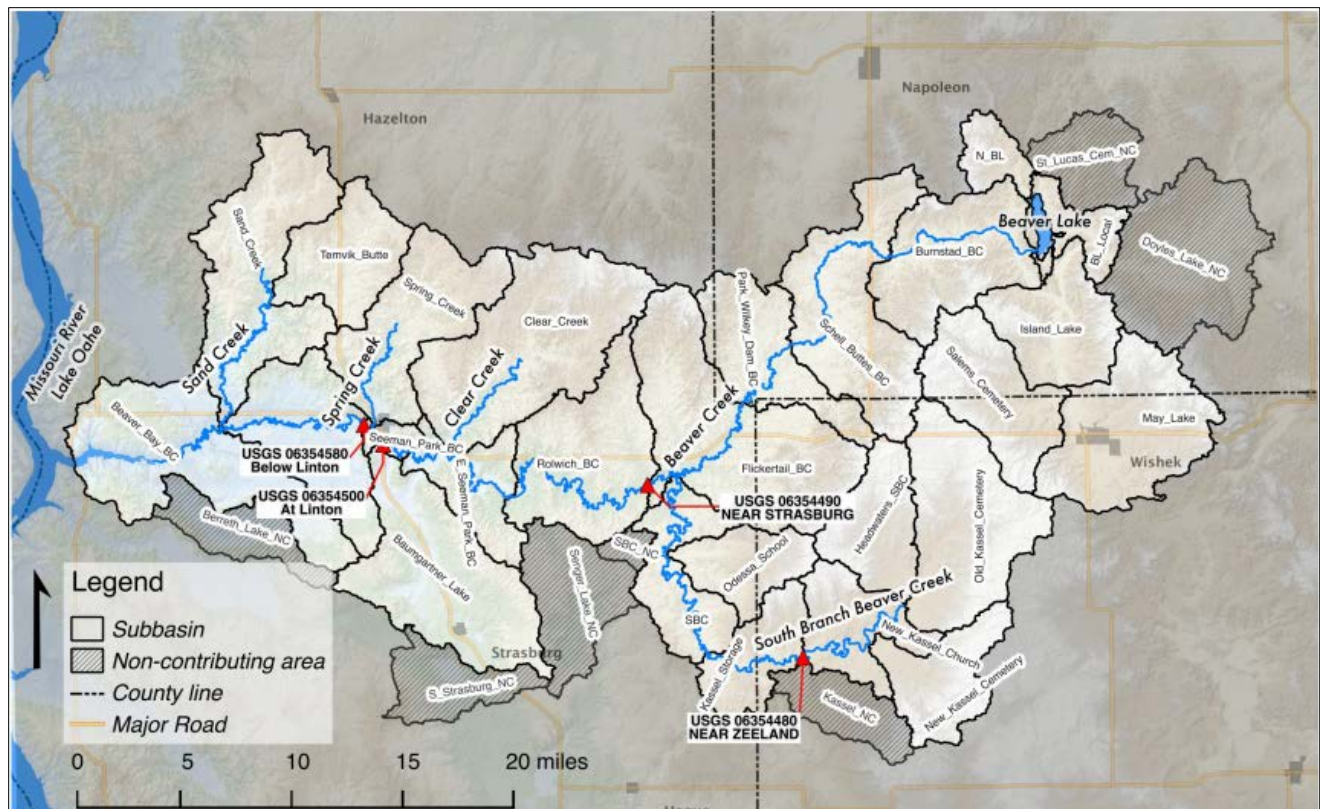 Napoleon
Hazelton
N_BL
St_Lucas_Cem_NC
Beaver Lake
BL_Local
Doyles_Lake_NC
Burnstad_BC
Sand_Creek
Temvik_Butte
Spring_Creek
Clear_Creek
Park_Wilkey_Dam_BC
Schell_Buttes_BC
Island_Lake
Salems_Cemetery
May_Lake
Wishek
Missouri River
Lake Oahe
Sand Creek
Spring Creek
Clear Creek
Beaver Creek
Beaver_Bay_BC
Seeman_Park_BC
E_Seeman_Park_BC
Rolwich_BC
Flickertail_BC
Headwaters_SBC
Old_Kassel_Cemetery
USGS 06354580
Below Linton
USGS 06354500
At Linton
USGS 06354490
NEAR STRASBURG
Berreth_Lake_NC
Baumgartner_Lake
Senger_Lake_NC
SBC_NC
Odessa_School
SBC
South Branch Beaver Creek
Kassel_Storage
New_Kassel_Church
New_Kassel_Cemetery
Kassel_NC
Strasburg
S_Strasburg_NC
USGS 06354480
NEAR ZEELAND
Legend
Subbasin
Non-contributing area
County line
Major Road
0 5 10 15 20 miles